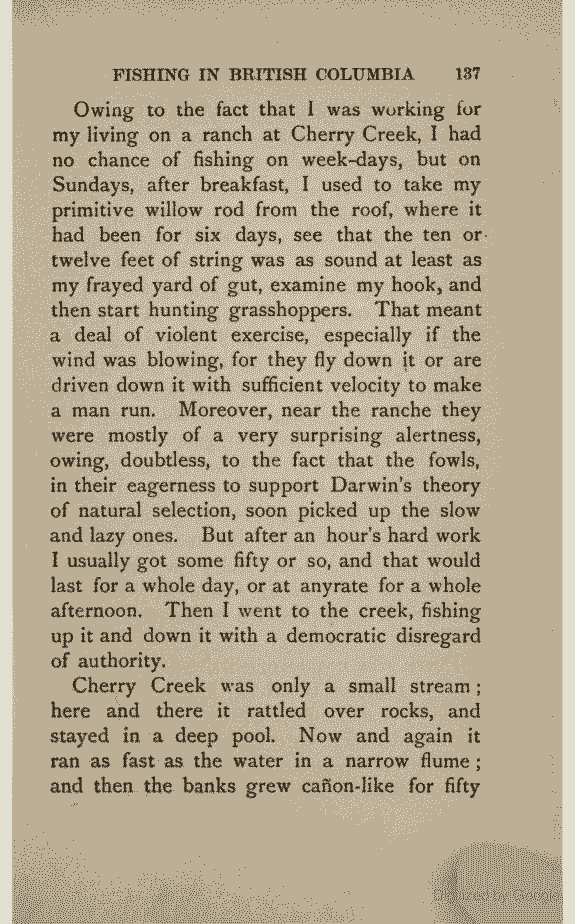 FISHING IN BRITISH COLUMBIA 137
Owing to the fact that I was working for
my living on a ranch at Cherry Creek, I had
no chance of fishing on week-days, but on
Sundays, after breakfast, I used to take my
primitive willow rod from the roof, where it
had been for six days, see that the ten or
twelve feet of string was as sound at least as
my frayed yard of gut, examine my hook, and
then start hunting grasshoppers. That meant
a deal of violent exercise, especially if the
wind was blowing, for they fly down it or are
driven down it with sufficient velocity to make
a man run. Moreover, near the ranche they
were mostly of a very surprising alertness,
owing, doubtless, to the fact that the fowls,
in their eagerness to support Darwin's theory
of natural selection, soon picked up the slow
and lazy ones. But after an hour's hard work
I usually got some fifty or so, and that would
last for a whole day, or at anyrate for a whole
afternoon. Then I went to the creek, fishing
up it and down it with a democratic disregard
of authority.
Cherry Creek was only a small stream ;
here and there it rattled over rocks, and
stayed in a deep pool. Now and again it
ran as fast as the water in a narrow flume ;
and then the banks grew cañon-like for fifty
Digitized by Google